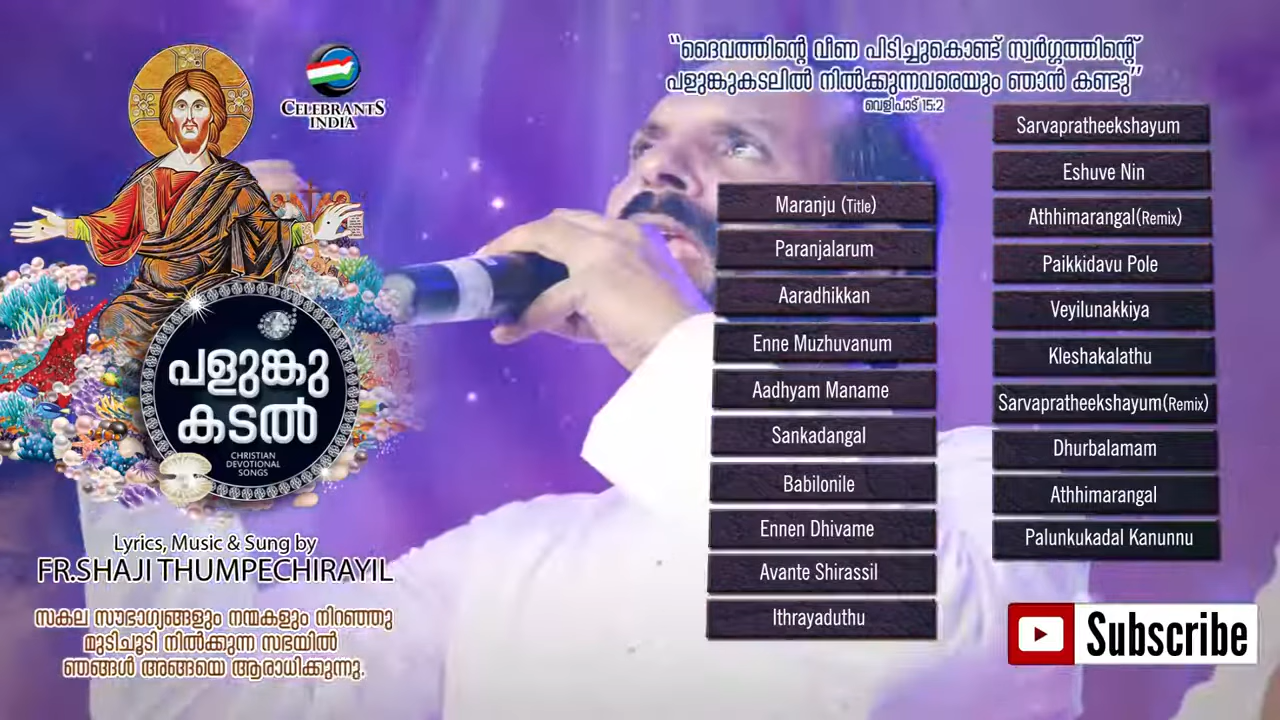 CELEBRANTS
INDIA
പളുങ്കു
കടൽ
CHRISTIAN
DEVOTIONAL
SONGS
Lyrics, Music & Sung by
FR.SHAJI THUMPECHIRAYIL
സകല സൗഭാഗ്യങ്ങളും നന്മകളും നിറഞ്ഞു
മുടിചൂടി നിൽക്കുന്ന സഭയിൽ
ഞങ്ങൾ അങ്ങയെ ആരാധിക്കുന്നു.
“ദൈവത്തിന്റെ വീണ പിടിച്ചുകൊണ്ട് സ്വർഗ്ഗത്തിന്റെ
പളുങ്കുകടലിൽ നിൽക്കുന്നവരെയും ഞാൻ കണ്ടു”
വെളിപാട് 15:2
Maranju (Title)
Paranjalarum
Aaradhikkan
Enne Muzhuvanum
Aadhyam Maname
Sankadangal
Babilonile
Ennen Dhivame
Avante Shirassil
Ithrayaduthu
Sarvapratheekshayum
Eshuve Nin
Athhimarangal(Remix)
Paikkidavu Pole
Veyilunakkiya
Kleshakalathu
Sarvapratheekshayum(Remix)
Dhurbalamam
Athhimarangal
Palunkukadal Kanunnu
Subscribe